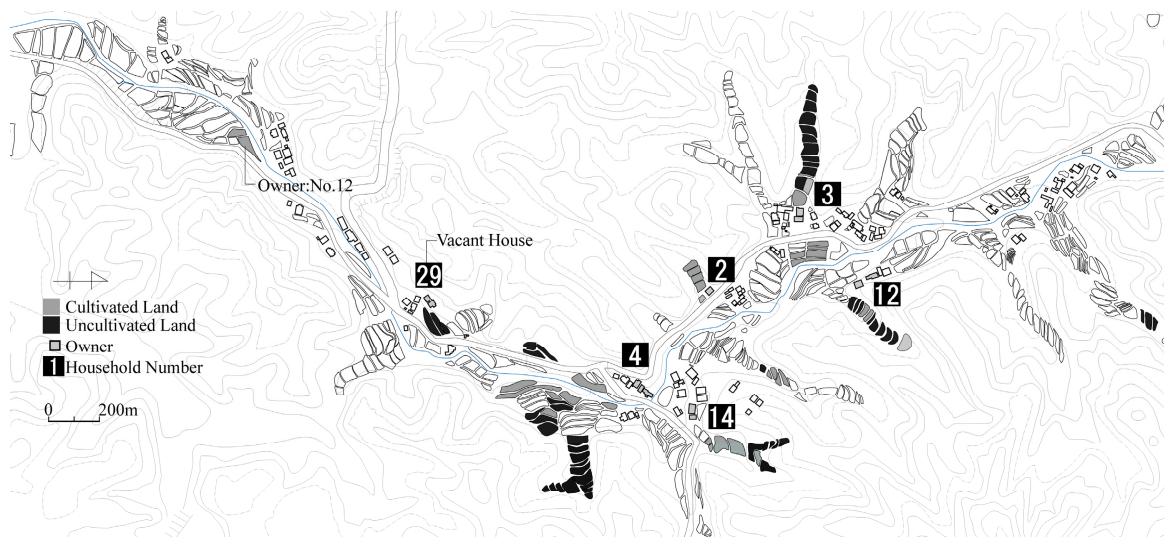 3
Owner:No.12
Vacant House
29
2
12
Cultivated Land
Uncultivated Land
Owner
1 Household Number
4
0 200m
14